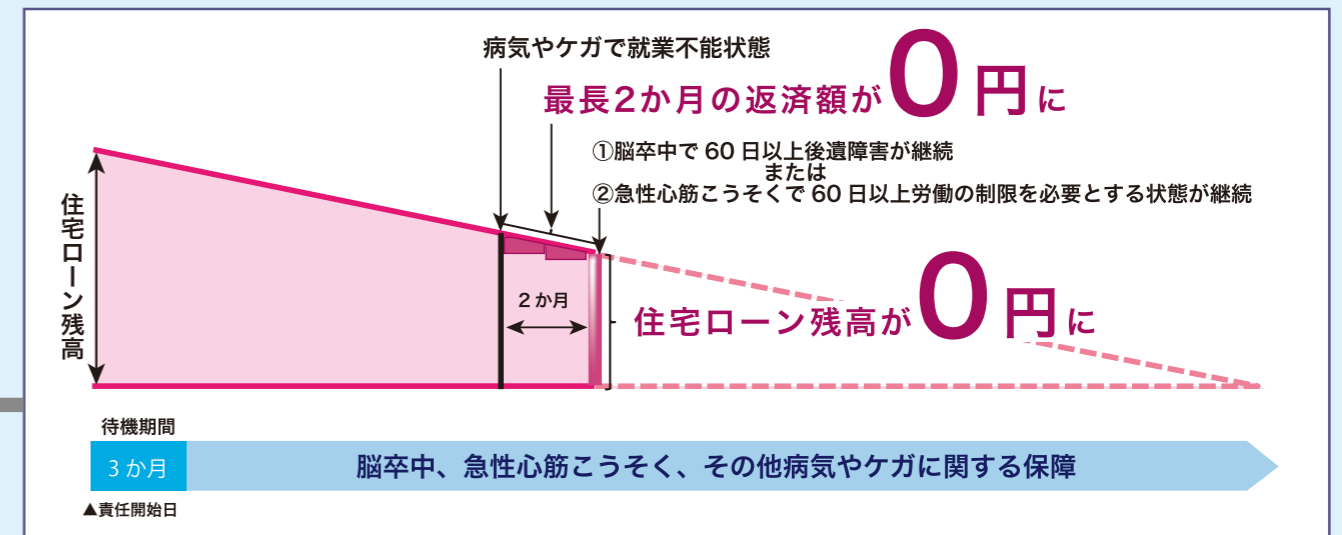 病気やケガで就業不能状態
最長2か月の返済額が0円に
①脳卒中で 60 日以上後遺障害が継続
または
②急性心筋こうそくで 60 日以上労働の制限を必要とする状態が継続
住宅ローン残高
2 か月
住宅ローン残高が0円に
待機期間
3 か月
脳卒中、急性心筋こうそく、その他病気やケガに関する保障
▲責任開始日